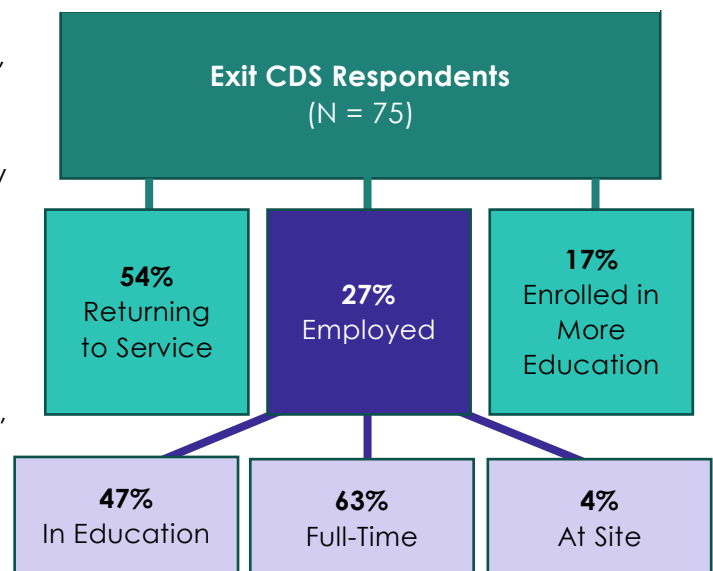 Exit CDS Respondents
(N = 75)
54%
Returning
to Service
27%
Employed
17%
Enrolled in
More
Education
47%
In Education
63%
Full-Time
4%
At Site